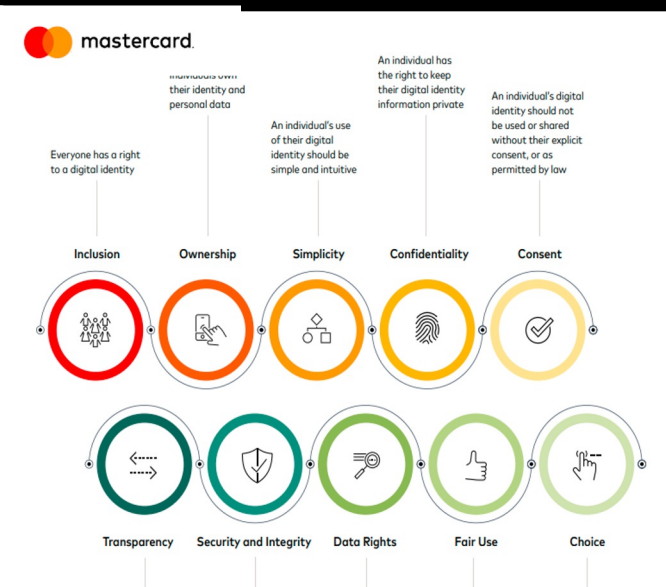 mastercard.
An individual has
the right to keep
their digital identity
information private
Individuals own
their identity and
personal data
An individual's digital
identity should not
be used or shared
without their explicit
consent, or as
permitted by law
An individual's use
of their digital
identity should be
simple and intuitive
Everyone has a right
to a digital identity
Inclusion
Ownership
Simplicity
Confidentiality
Consent
Transparency
Security and Integrity
Data Rights
Fair Use
Choice